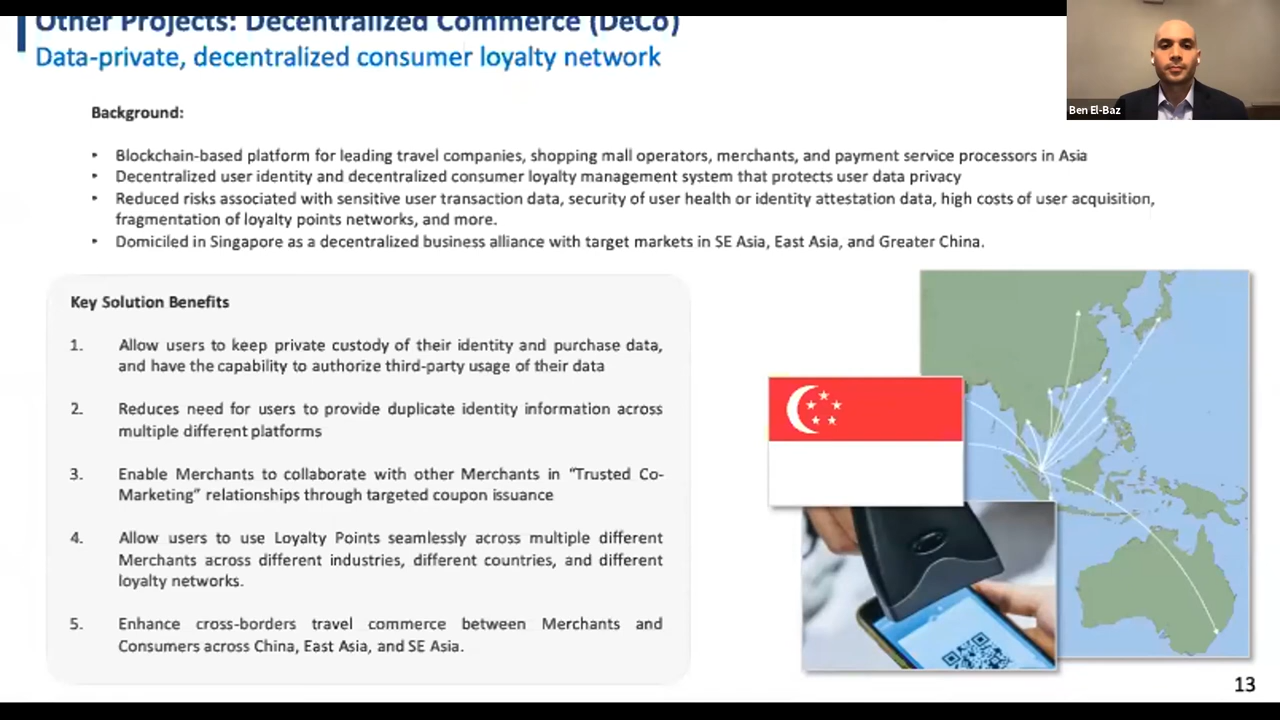 Other Projects: Decentralized Commerce (DeCo)
Data-private, decentralized consumer loyalty network
Ben El-Baz
Background:
• Blockchain-based platform for leading travel companies, shopping mall operators, merchants, and payment service processors in Asia
• Decentralized user identity and decentralized consumer loyalty management system that protects user data privacy
• Reduced risks associated with sensitive user transaction data, security of user health or identity attestation data, high costs of user acquisition,
fragmentation of loyalty points networks, and more.
• Domiciled in Singapore as a decentralized business alliance with target markets in SE Asia, East Asia, and Greater China.
Key Solution Benefits
1. Allow users to keep private custody of their identity and purchase data,
and have the capability to authorize third-party usage of their data
2. Reduces need for users to provide duplicate identity information across
multiple different platforms
3. Enable Merchants to collaborate with other Merchants in “Trusted Co-
Marketing” relationships through targeted coupon issuance
4. Allow users to use Loyalty Points seamlessly across multiple different
Merchants across different industries, different countries, and different
loyalty networks.
5. Enhance cross-borders travel commerce between Merchants and
Consumers across China, East Asia, and SE Asia.
13